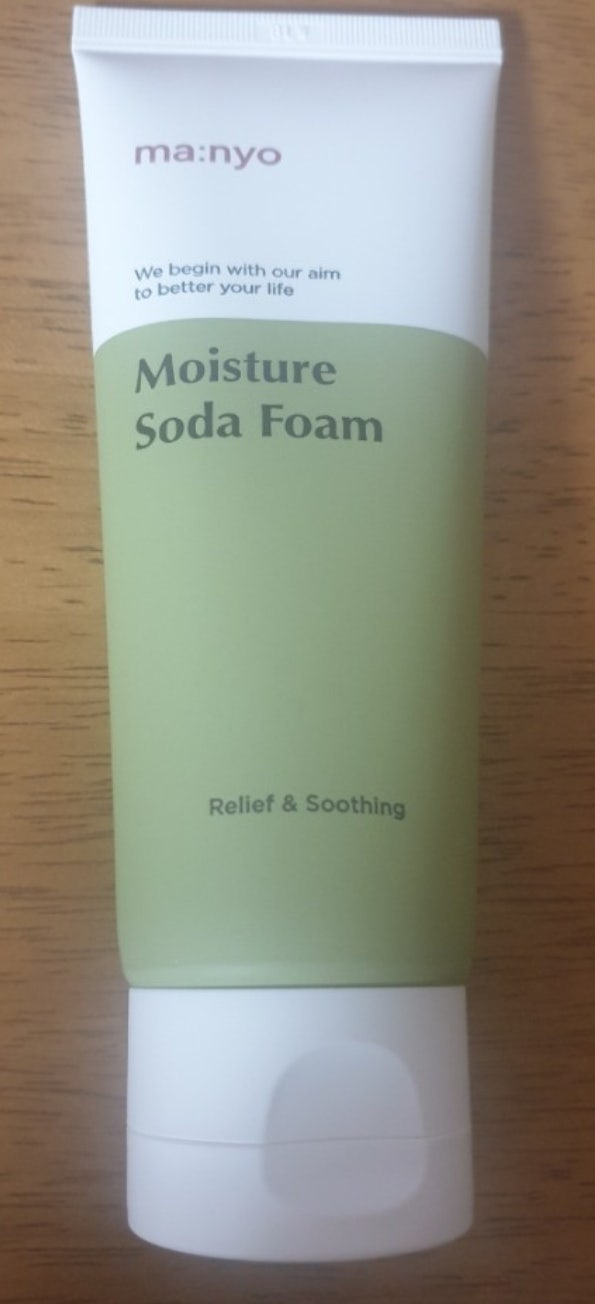 ma:nyo
We begin with our aim
to better your life
Moisture
Soda Foam
Relief & Soothing